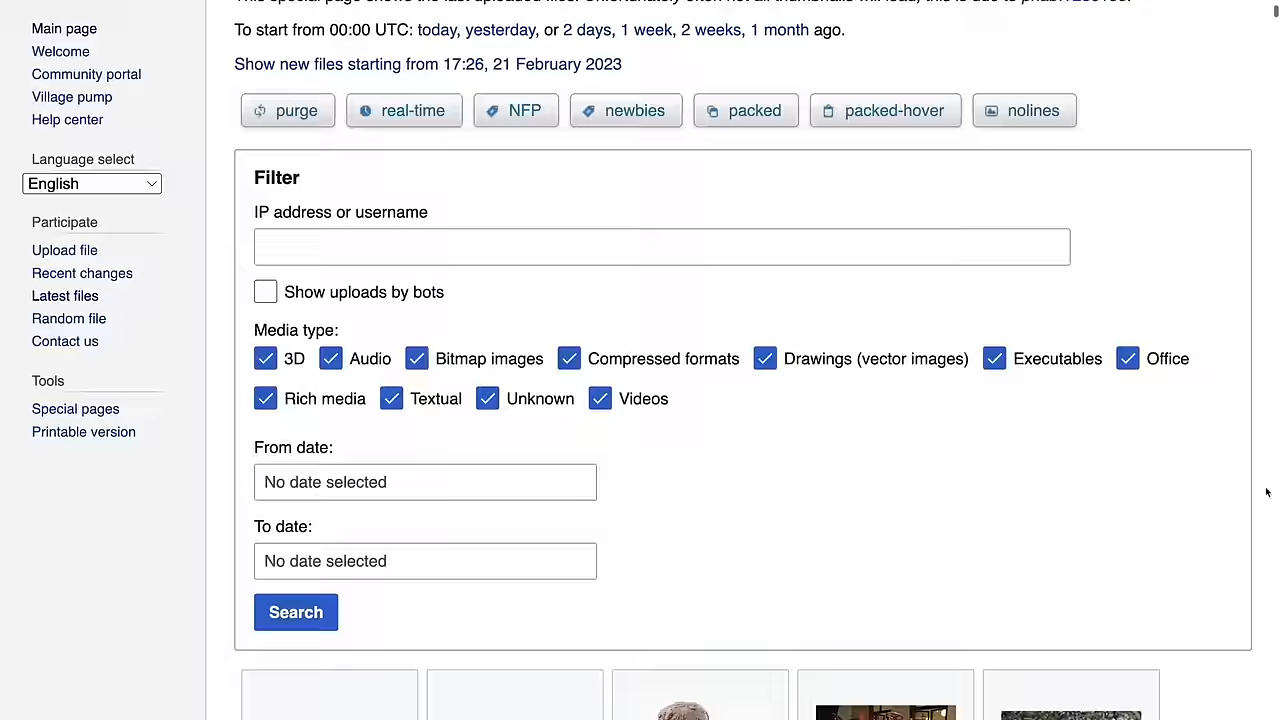 To start from 00:00 UTC: today, yesterday, or 2 days, 1 week, 2 weeks, 1 month ago.
Show new files starting from 17:26, 21 February 2023
purge real-time NFP newbies packed packed-hover nolines
Main page
Welcome
Community portal
Village pump
Help center
Language select
English
Participate
Upload file
Recent changes
Latest files
Random file
Contact us
Tools
Special pages
Printable version
Filter
IP address or username
Show uploads by bots
Media type:
3D Audio Bitmap images Compressed formats Drawings (vector images) Executables Office
Rich media Textual Unknown Videos
From date:
No date selected
To date:
No date selected
Search